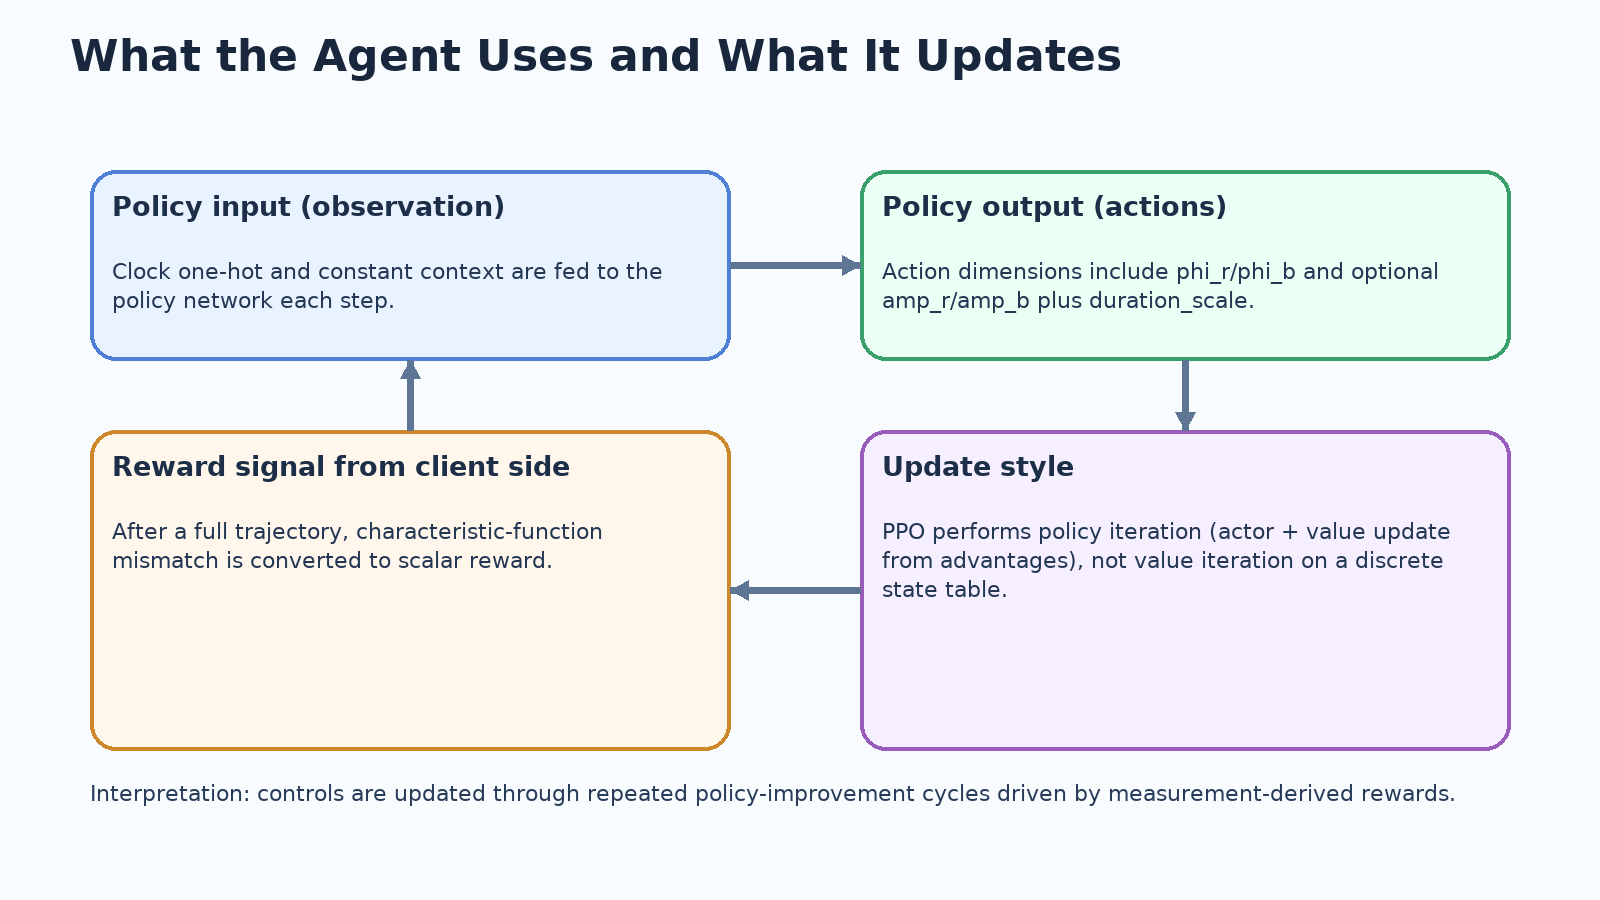 What the Agent Uses and What It Updates
Policy input (observation)
Clock one-hot and constant context are fed to the
policy network each step.
Policy output (actions)
Action dimensions include phi_r/phi_b and optional
amp_r/amp_b plus duration_scale.
Reward signal from client side
After a full trajectory, characteristic-function
mismatch is converted to scalar reward.
Update style
PPO performs policy iteration (actor + value update
from advantages), not value iteration on a discrete
state table.
Interpretation: controls are updated through repeated policy-improvement cycles driven by measurement-derived rewards.